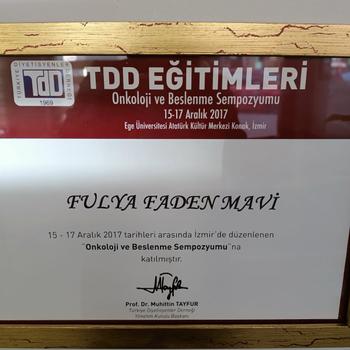 TÜRKİYE DİYETİSYENLER DERNEĞİ
TDD
1969
TDD EĞİTİMLERİ
Onkoloji ve Beslenme Sempozyumu
15-17 Aralık 2017
Ege Üniversitesi Atatürk Kültür Merkezi Konak, İzmir
FULYA FADEN MAVİ
15 - 17 Aralık 2017 tarihleri arasında İzmir'de düzenlenen
"Onkoloji ve Beslenme Sempozyumu"na
katılmıştır.
Prof. Dr. Muhittin TAYFUR
Türkiye Diyetisyenler Derneği
Yönetim Kurulu Başkanı